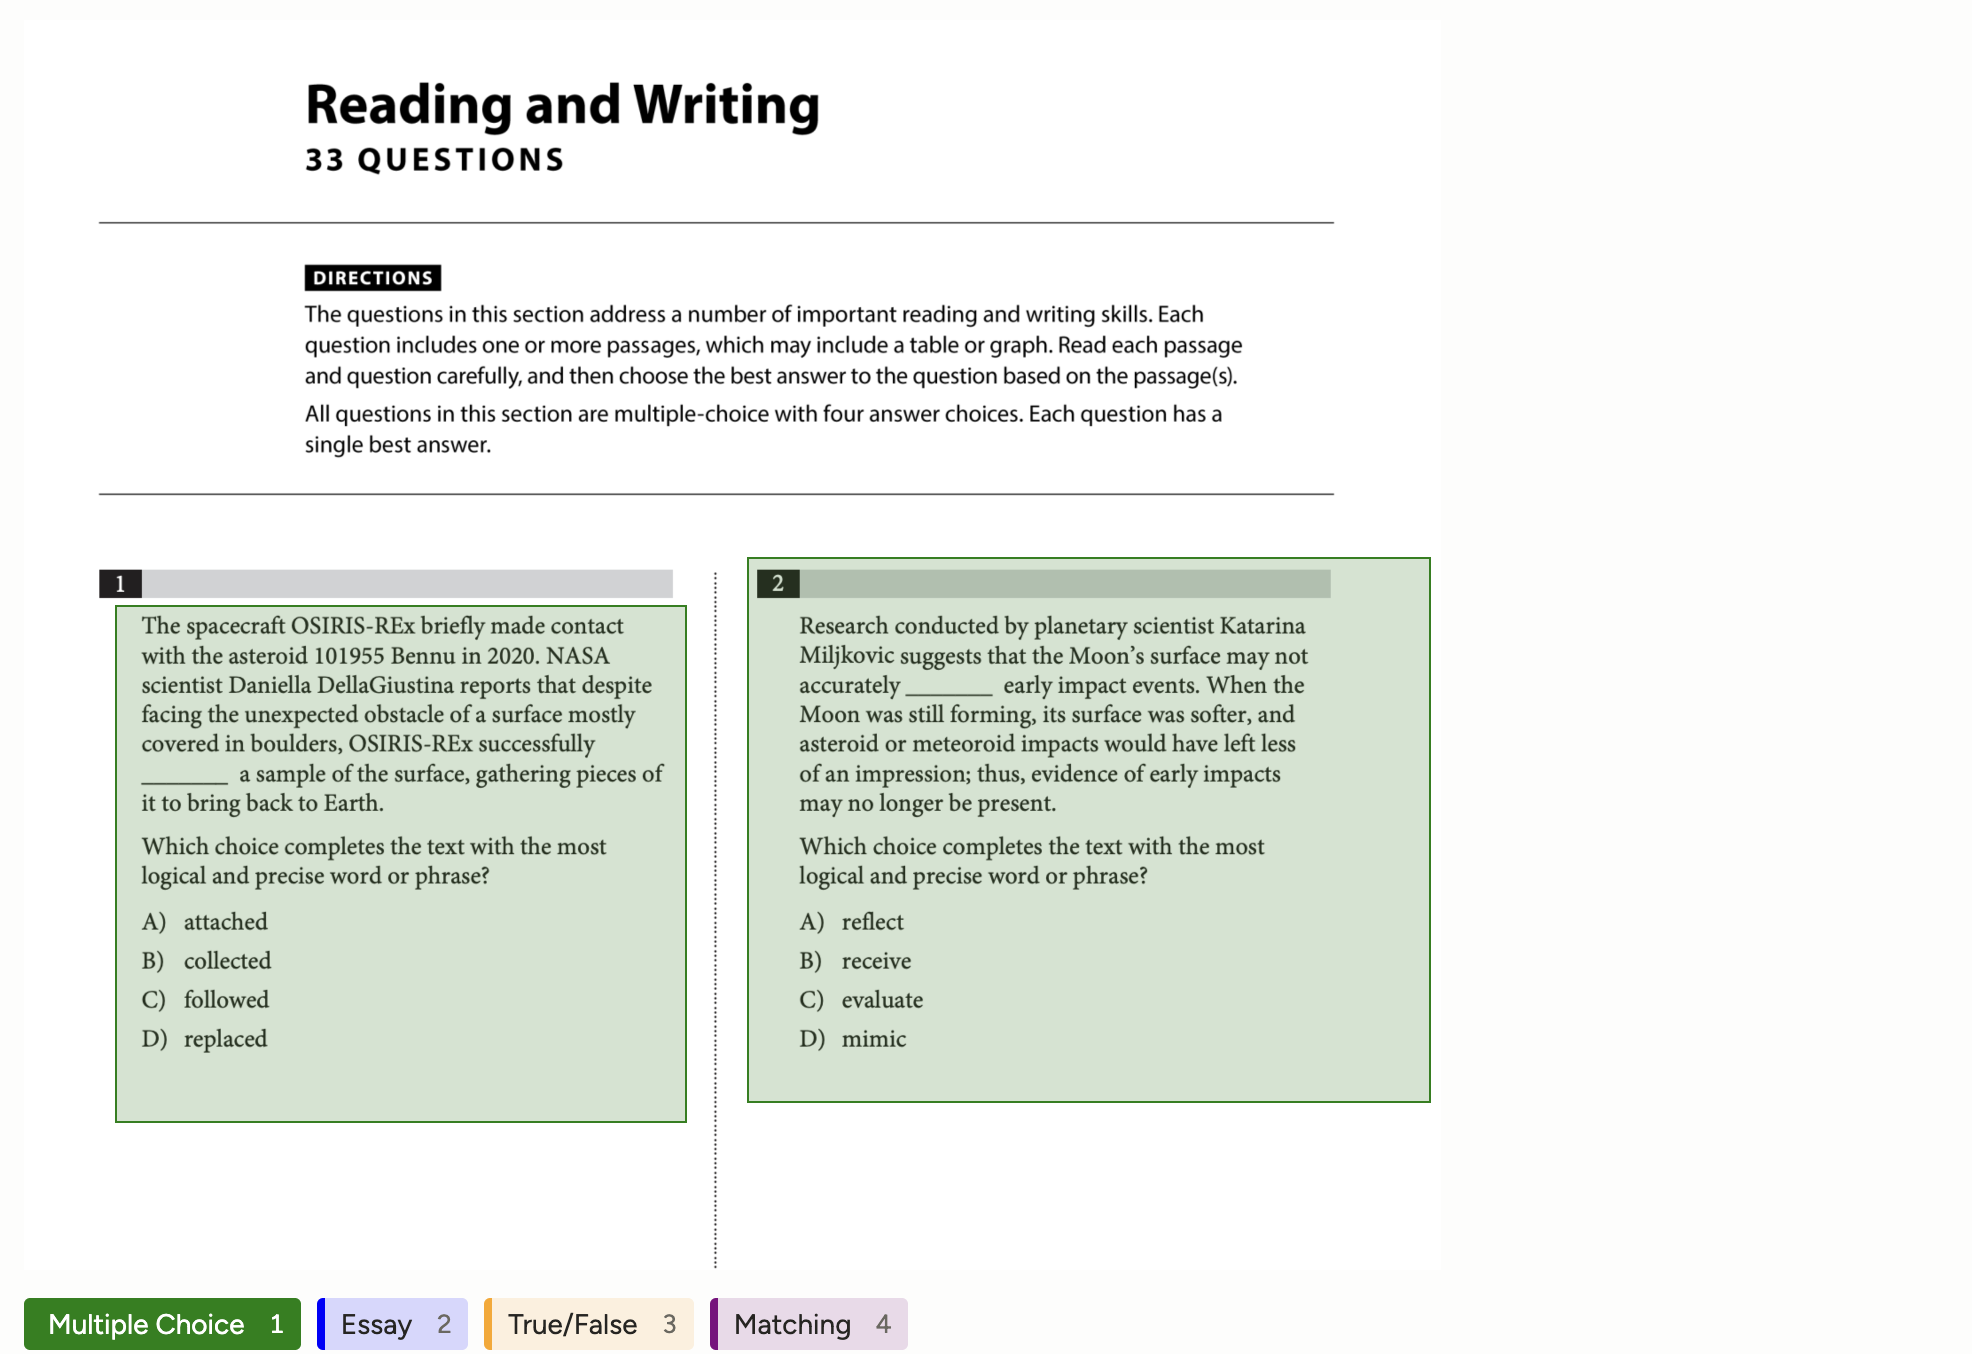 Reading and Writing
33 QUESTIONS
DIRECTIONS
The questions in this section address a number of important reading and writing skills. Each
question includes one or more passages, which may include a table or graph. Read each passage
and question carefully, and then choose the best answer to the question based on the passage(s).
All questions in this section are multiple-choice with four answer choices. Each question has a
single best answer.
1
The spacecraft OSIRIS-REx briefly made contact
with the asteroid 101955 Bennu in 2020. NASA
scientist Daniella DellaGiustina reports that despite
facing the unexpected obstacle of a surface mostly
covered in boulders, OSIRIS-REx successfully
_______ a sample of the surface, gathering pieces of
it to bring back to Earth.
Which choice completes the text with the most
logical and precise word or phrase?
A) attached
B) collected
C) followed
D) replaced
2
Research conducted by planetary scientist Katarina
Miljkovic suggests that the Moon’s surface may not
accurately _______ early impact events. When the
Moon was still forming, its surface was softer, and
asteroid or meteoroid impacts would have left less
of an impression; thus, evidence of early impacts
may no longer be present.
Which choice completes the text with the most
logical and precise word or phrase?
A) reflect
B) receive
C) evaluate
D) mimic
Multiple Choice 1 Essay 2 True/False 3 Matching 4